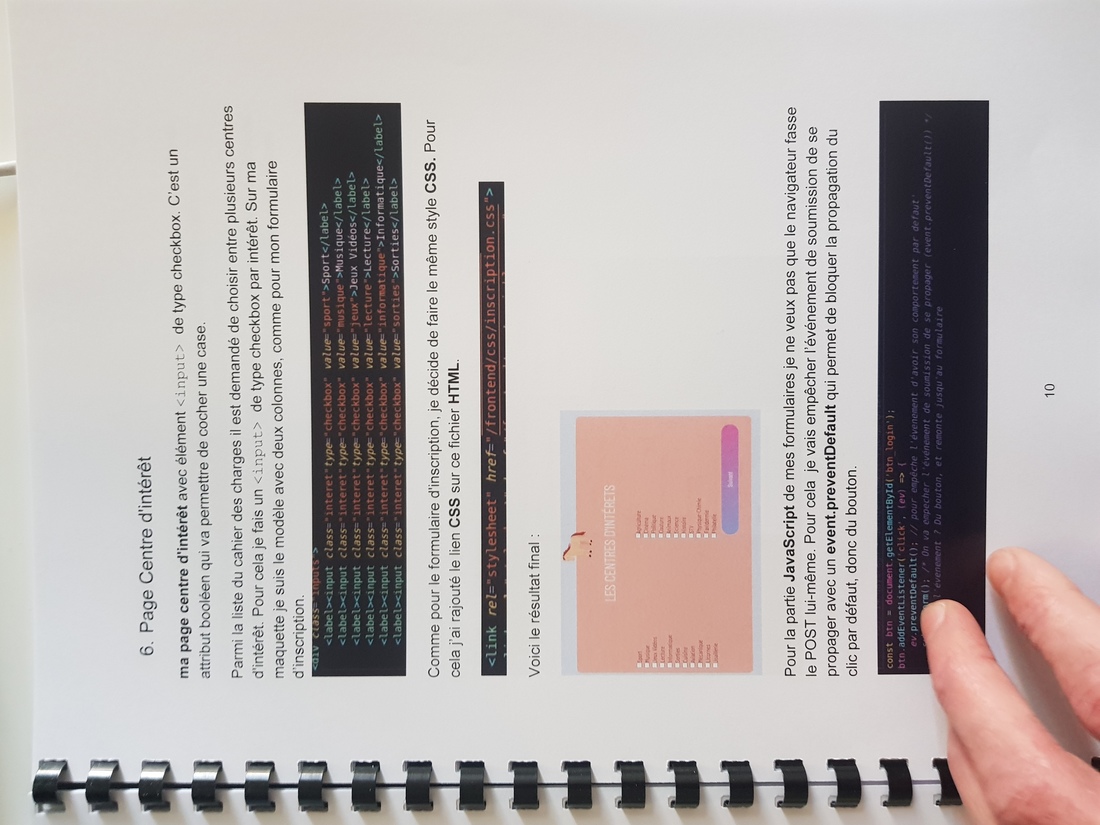 6. Page Centre d'intérêt
ma page centre d'intérêt avec élément <input> de type checkbox. C'est un
attribut booléen qui va permettre de cocher une case.
Parmi la liste du cahier des charges il est demandé de choisir entre plusieurs centres
d'intérêt. Pour cela je fais un <input> de type checkbox par intérêt. Sur ma
maquette je suis le modèle avec deux colonnes, comme pour mon formulaire
d'inscription.
<div class="inputs">
<label><input class="interet"type="checkbox" value="sport">Sport</label>
<label><input class="interet"type="checkbox" value="musique">Musique</label>
<label><input class="interet"type="checkbox" value="jeux">Jeux Vidéos</label>
<label><input class="interet"type="checkbox" value="lecture">Lecture</label>
<label><input class="interet"type="checkbox" value="informatique">Informatique</label>
<label><input class="interet"type="checkbox" value="sorties">Sorties</label>
Comme pour le formulaire d'inscription, je décide de faire le même style CSS. Pour
cela j'ai rajouté le lien CSS sur ce fichier HTML.
<link rel="stylesheet" href="/frontend/css/inscription.css">
Voici le résultat final :
LES CENTRES D'INTÉRETS
Sport
Musique
Jeux Vidéos
Lecture
Informatique
Sorties
Cuisine
Mécanique
Agriculture
Cinéma
Politique
Animaux
Science
Histoire
Physique Chimie
Suivant
Pour la partie JavaScript de mes formulaires je ne veux pas que le navigateur fasse
le POST lui-même. Pour cela je vais empêcher l'événement de soumission de se
propager avec un event.preventDefault qui permet de bloquer la propagation du
clic par défaut, donc du bouton.
const btn = document.getElementById('btn_login');
btn.addEventListener('click', (ev) => {
ev.preventDefault(); // pour empêche l'évenement d'avoir son comportement par defaut'
rm(); /* On va empecher l'événement de soumission de se propager (event.preventDefault()) */
l'évenement ? Du bouton, et remonte jusqu'au formulaire
10